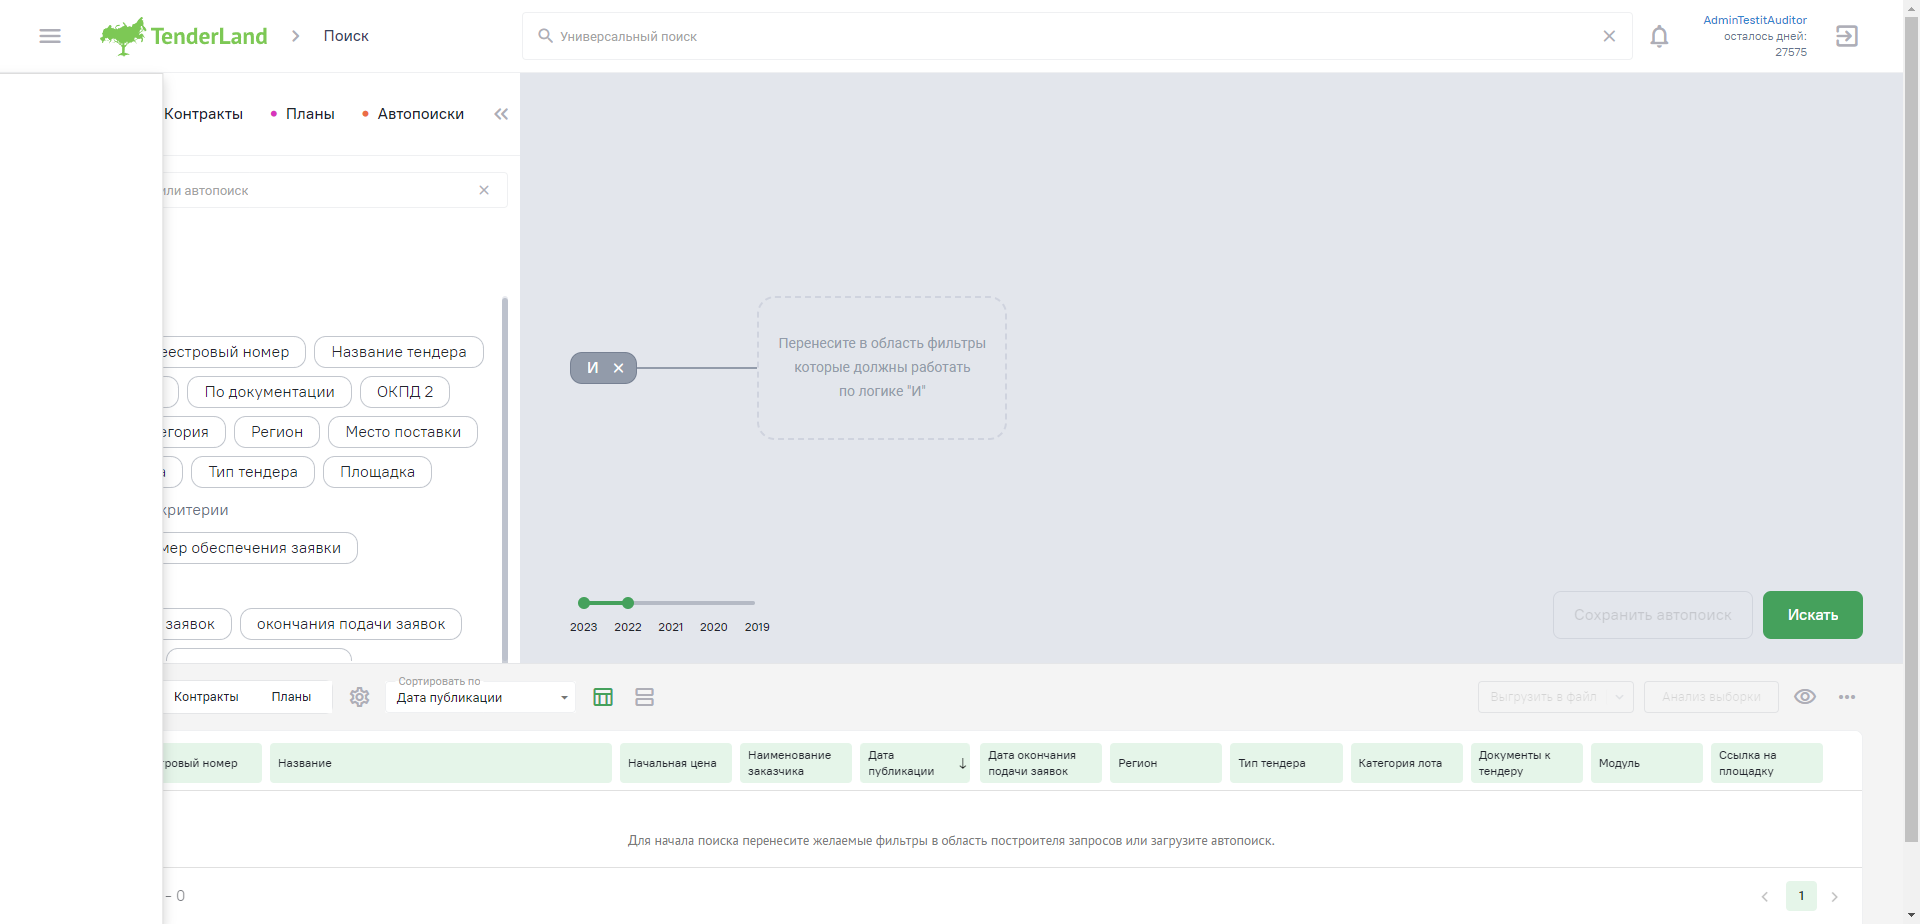 TenderLand
Поиск
Универсальный поиск
AdminTestitAuditor
осталось дней:
27575
Контракты
Планы
Автопоиски
или автопоиск
еестровый номер
Название тендера
По документации
ОКПД 2
егория
Регион
Место поставки
а
Тип тендера
Площадка
критерии
мер обеспечения заявки
заявок
окончания подачи заявок
И
Перенесите в область фильтры
которые должны работать
по логике "И"
2023 2022 2021 2020 2019
Сохранить автопоиск
Искать
Контракты
Планы
Сортировать по
Дата публикации
Выгрузить в файл
Анализ выборки
тровый номер
Название
Начальная цена
Наименование
заказчика
Дата
публикации
Дата окончания
подачи заявок
Регион
Тип тендера
Категория лота
Документы к
тендеру
Модуль
Ссылка на
площадку
Для начала поиска перенесите желаемые фильтры в область построителя запросов или загрузите автопоиск.
- 0
1